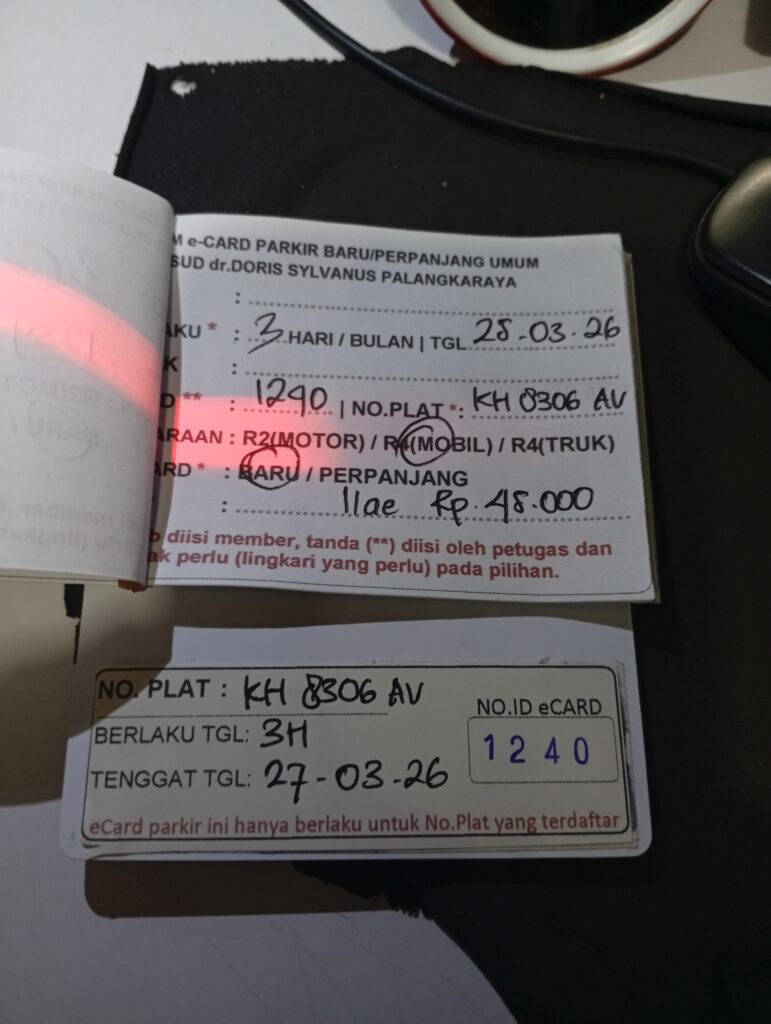 M e-CARD PARKIR BARU/PERPANJANG UMUM
SUD dr.DORIS SYLVANUS PALANGKARAYA
: ........................................
AKU * : 3 HARI / BULAN | TGL 25-03-26
K : ........................................
D ** : 1240 | NO.PLAT *: KH 8306 AV
ARAAN : R2(MOTOR) / R4(MOBIL) / R4(TRUK)
ARD * : BARU / PERPANJANG
: Rp. 48.000
b diisi member, tanda (**) diisi oleh petugas dan
ak perlu (lingkari yang perlu) pada pilihan.
NO. PLAT : KH 8306 AV
NO.ID eCARD
BERLAKU TGL: 3H
1240
TENGGAT TGL: 27-03-26
eCard parkir ini hanya berlaku untuk No.Plat yang terdaftar